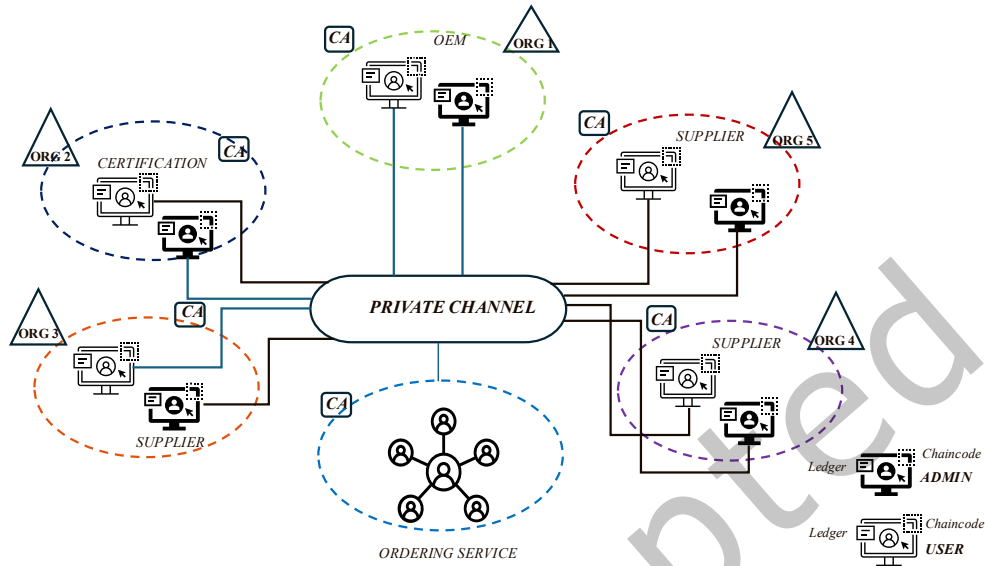 CA
OEM
ORG 1
ORG 2
CERTIFICATION
CA
CA
SUPPLIER
ORG 5
PRIVATE CHANNEL
ORG 3
CA
SUPPLIER
CA
SUPPLIER
ORG 4
CA
ORDERING SERVICE
Ledger
Chaincode
ADMIN
Ledger
Chaincode
USER
pted